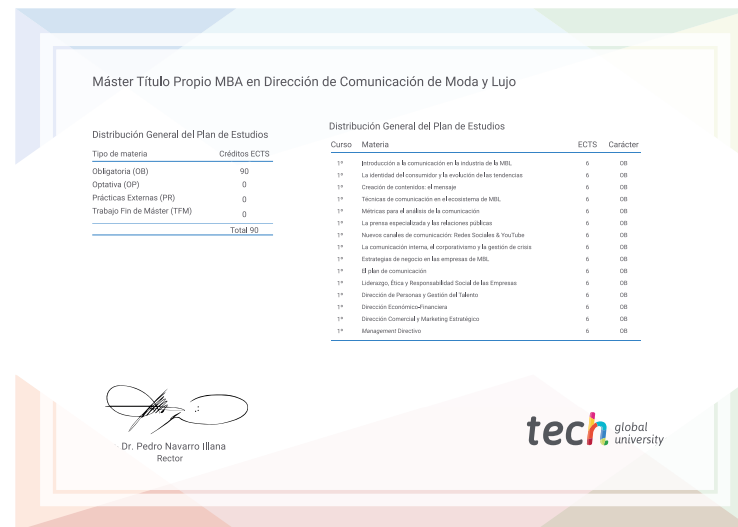 Máster Título Propio MBA en Dirección de Comunicación de Moda y Lujo
Distribución General del Plan de Estudios
Tipo de materia Créditos ECTS
Obligatoria (OB) 90
Optativa (OP) 0
Prácticas Externas (PR) 0
Trabajo Fin de Máster (TFM) 0
Total 90
Distribución General del Plan de Estudios
Curso Materia ECTS Carácter
1º Introducción a la comunicación en la industria de la MBL 6 OB
1º La identidad del consumidor y la evolución de las tendencias 6 OB
1º Creación de contenidos: el mensaje 6 OB
1º Técnicas de comunicación en el ecosistema de MBL 6 OB
1º Métricas para el análisis de la comunicación 6 OB
1º La prensa especializada y las relaciones públicas 6 OB
1º Nuevos canales de comunicación: Redes Sociales & YouTube 6 OB
1º La comunicación interna, el corporativismo y la gestión de crisis 6 OB
1º Estrategias de negocio en las empresas de MBL 6 OB
1º El plan de comunicación 6 OB
1º Liderazgo, Ética y Responsabilidad Social de las Empresas 6 OB
1º Dirección de Personas y Gestión del Talento 6 OB
1º Dirección Económico-Financiera 6 OB
1º Dirección Comercial y Marketing Estratégico 6 OB
1º Management Directivo 6 OB
Dr. Pedro Navarro Illana
Rector
tech global
university